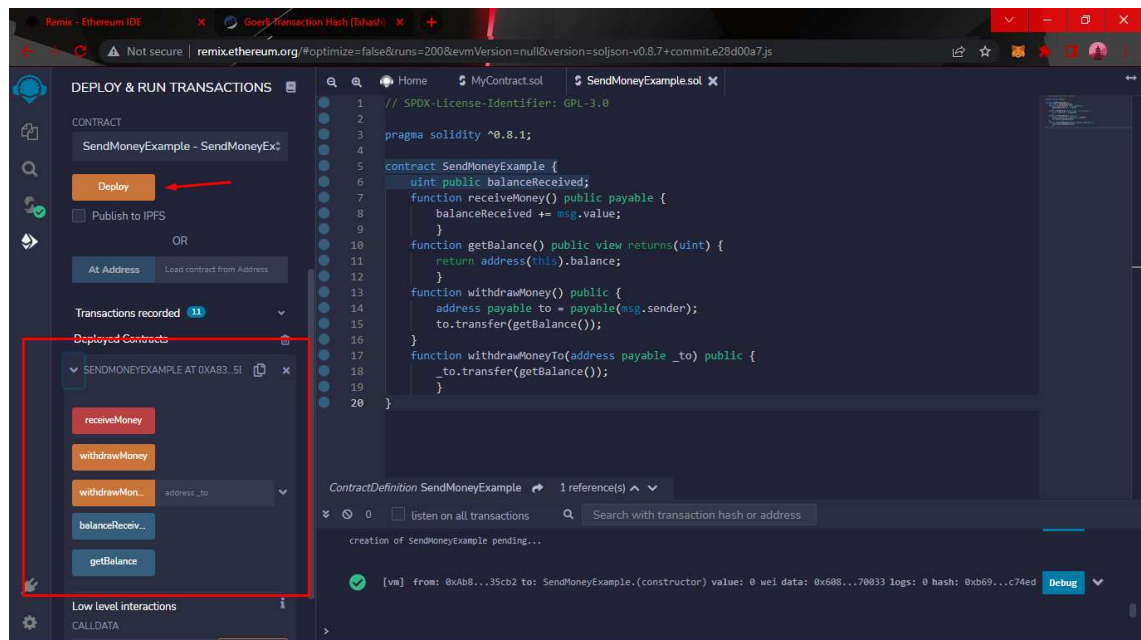 Remix - Ethereum IDE
Goerli Transaction Hash (Txhash)
Not secure | remix.ethereum.org/#optimize=false&runs=200&evmVersion=null&version=soljson-v0.8.7+commit.e28d00a7.js
DEPLOY & RUN TRANSACTIONS
CONTRACT
SendMoneyExample - SendMoneyEx
Deploy
Publish to IPFS
OR
At Address Load contract from Address
Transactions recorded 11
Deployed Contracts
SENDMONEYEXAMPLE AT 0XA83...5E
receiveMoney
withdrawMoney
withdrawMon... address _to
balanceReceiv...
getBalance
Low level interactions i
CALLDATA
Home MyContract.sol SendMoneyExample.sol
1 // SPDX-License-Identifier: GPL-3.0
2
3 pragma solidity ^0.8.1;
4
5 contract SendMoneyExample {
6 uint public balanceReceived;
7 function receiveMoney() public payable {
8 balanceReceived += msg.value;
9 }
10 function getBalance() public view returns(uint) {
11 return address(this).balance;
12 }
13 function withdrawMoney() public {
14 address payable to = payable(msg.sender);
15 to.transfer(getBalance());
16 }
17 function withdrawMoneyTo(address payable _to) public {
18 _to.transfer(getBalance());
19 }
20 }
ContractDefinition SendMoneyExample 1 reference(s)
0 listen on all transactions Search with transaction hash or address
creation of SendMoneyExample pending...
[vm] from: 0xAb8...35cb2 to: SendMoneyExample.(constructor) value: 0 wei data: 0x608...70033 logs: 0 hash: 0xb69...c74ed Debug
>